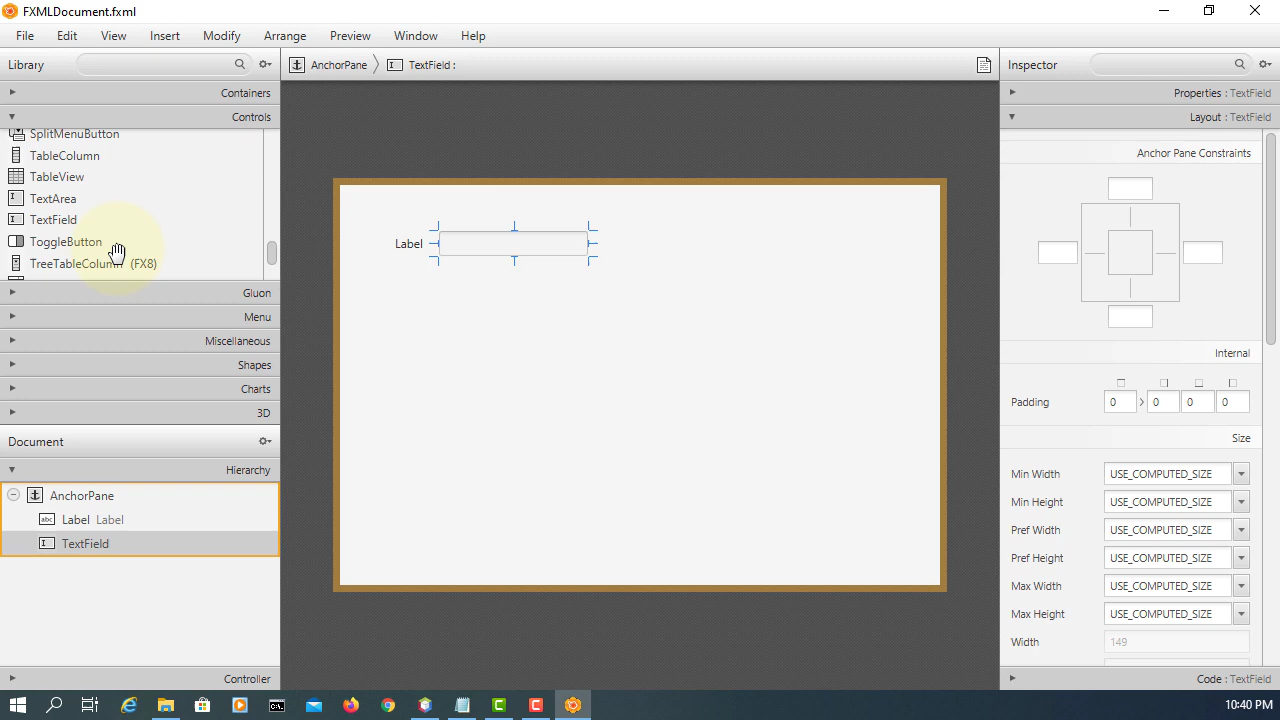 FXMLDocument.fxml
File Edit View Insert Modify Arrange Preview Window Help
Library
AnchorPane TextField :
Inspector
Containers
Controls
SplitMenuButton
TableColumn
TableView
TextArea
TextField
ToggleButton
TreeTableColumn (FX8)
Gluon
Menu
Miscellaneous
Shapes
Charts
3D
Document
Hierarchy
AnchorPane
Label Label
TextField
Controller
Label
Properties : TextField
Layout : TextField
Anchor Pane Constraints
Internal
Padding 0 0 0 0
Size
Min Width USE_COMPUTED_SIZE
Min Height USE_COMPUTED_SIZE
Pref Width USE_COMPUTED_SIZE
Pref Height USE_COMPUTED_SIZE
Max Width USE_COMPUTED_SIZE
Max Height USE_COMPUTED_SIZE
Width 149
Code : TextField
10:40 PM